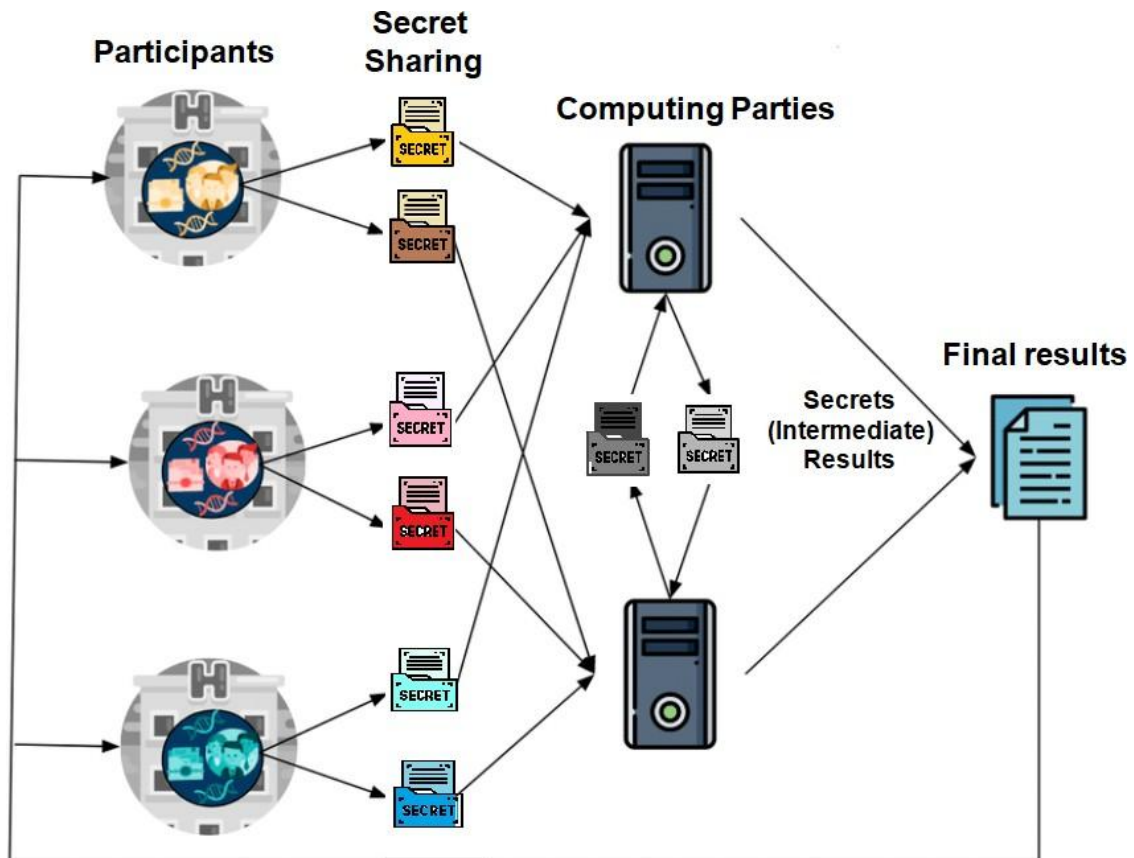 Participants
Secret
Sharing
Computing Parties
H
SECRET
SECRET
Final results
H
SECRET
SECRET
SECRET
SECRET
Secrets
(Intermediate)
Results
H
SECRET
SECRET